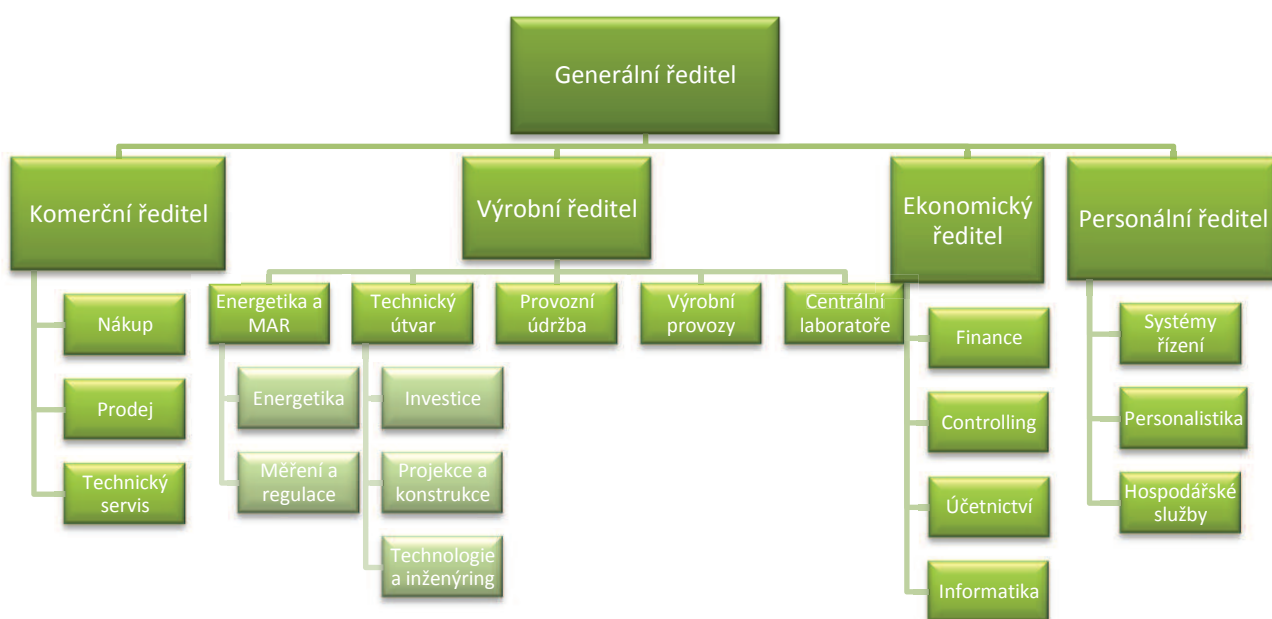 Generální ředitel
Komerční ředitel
Výrobní ředitel
Ekonomický
ředitel
Personální ředitel
Nákup
Prodej
Technický
servis
Energetika a
MAR
Energetika
Měření a
regulace
Technický
útvar
Investice
Projekce a
konstrukce
Technologie
a inženýring
Provozní
údržba
Výrobní
provozy
Centrální
laboratoře
Finance
Controlling
Účetnictví
Informatika
Systémy
řízení
Personalistika
Hospodářské
služby